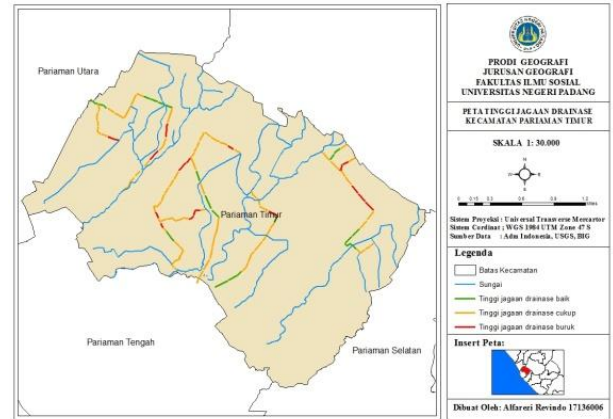 Pariaman Utara
Pariaman Timur
Pariaman Tengah
Pariaman Selatan
PRODI GEOGRAFI
JURUSAN GEOGRAFI
FAKULTAS ILMU SOSIAL
UNIVERSITAS NEGERI PADANG
PETA TINGGI JAGAAN DRAINASE
KECAMATAN PARIAMAN TIMUR
SKALA 1: 30.000
Sistem Proyeksi : Universal Transverse Mercartor
Sistem Cordinat : WGS 1984 UTM Zone 47 S
Sumber Data : Adm Indonesia, USGS, BIG
Legenda
Batas Kecamatan
Sungai
Tinggi jagaan drainase baik
Tinggi jagaan drainase cukup
Tinggi jagaan drainase buruk
Insert Peta:
Dibuat Oleh: Alfarezi Revindo 17136006